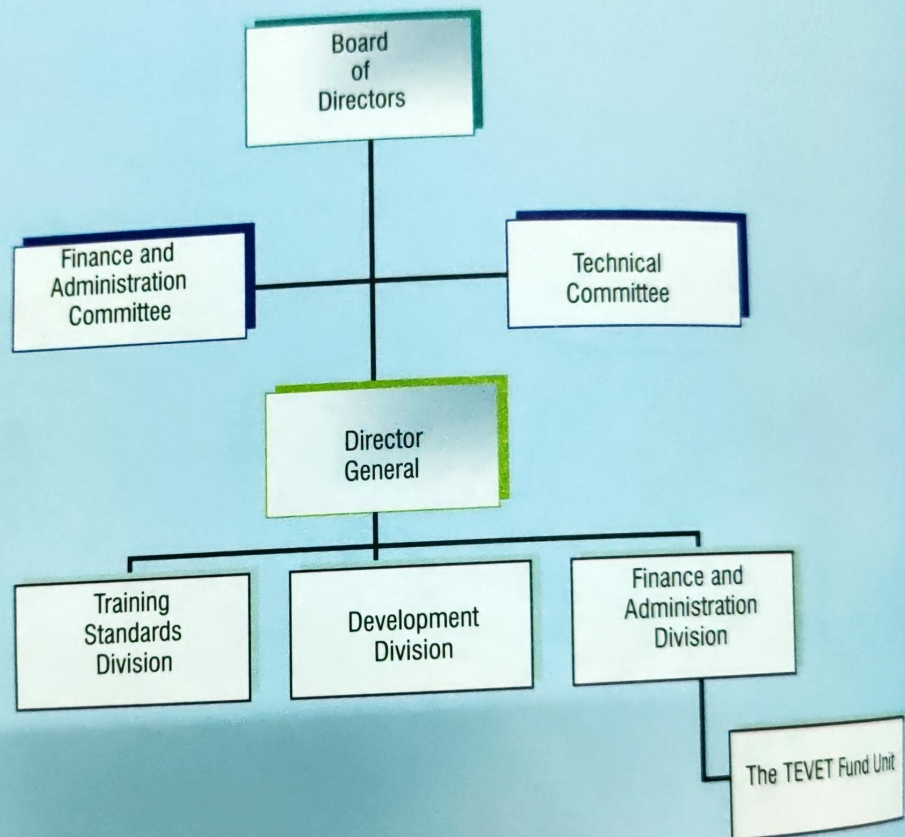 Board
of
Directors
Finance and
Administration
Committee
Technical
Committee
Director
General
Training
Standards
Division
Development
Division
Finance and
Administration
Division
The TEVET Fund Unit